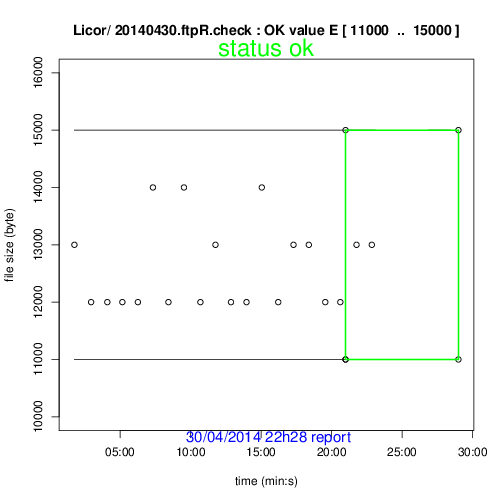 Licor/ 20140430.ftpR.check : OK value E [ 11000 .. 15000 ]
status ok
file size (byte)
16000
15000
14000
13000
12000
11000
10000
30/04/2014 22h28 report
05:00 10:00 15:00 20:00 25:00 30:00
time (min:s)